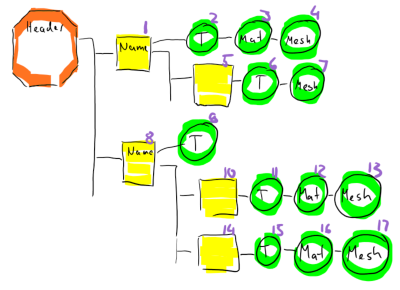 Header
1 2 3 4
Name T Mat Mesh
5 6 7
T Mesh
8 9
Name T
10 11 12 13
T Mat Mesh
14 15 16 17
T Mat Mesh